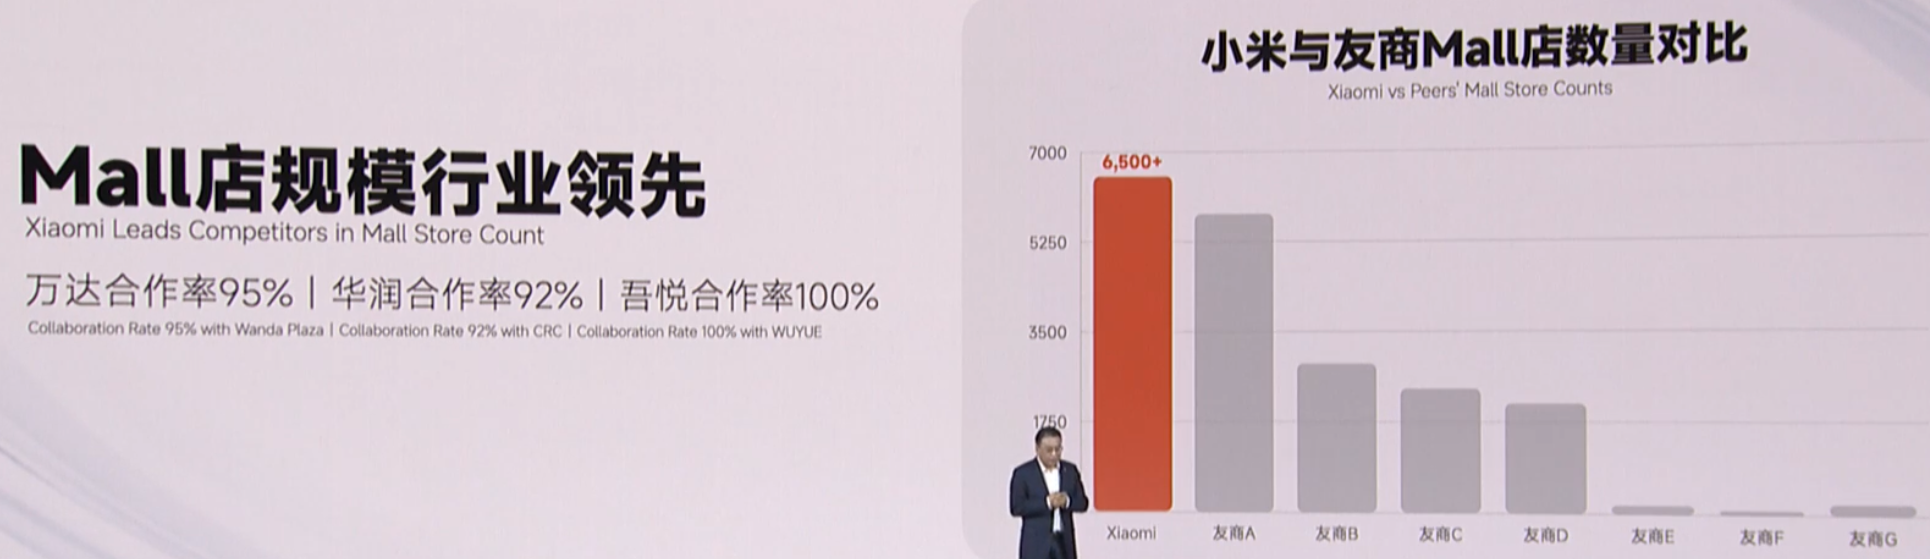 Mall店规模行业领先
Xiaomi Leads Competitors in Mall Store Count
万达合作率95% | 华润合作率92% | 吾悦合作率100%
Collaboration Rate 95% with Wanda Plaza | Collaboration Rate 92% with CRC | Collaboration Rate 100% with WUYUE
小米与友商Mall店数量对比
Xiaomi vs Peers' Mall Store Counts
7000
6,500+
5250
3500
1750
Xiaomi 友商A 友商B 友商C 友商D 友商E 友商F 友商G